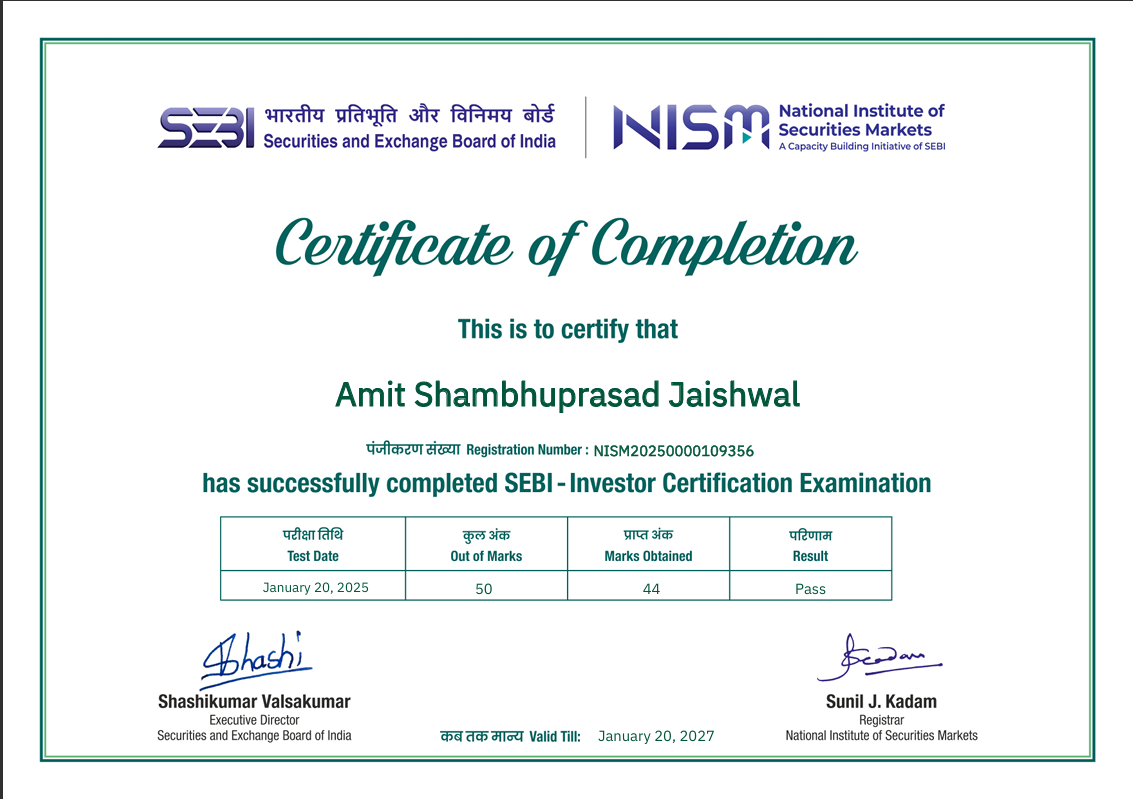 SEBI
भारतीय प्रतिभूति और विनिमय बोर्ड
Securities and Exchange Board of India
NISM
National Institute of
Securities Markets
A Capacity Building Initiative of SEBI
Certificate of Completion
This is to certify that
Amit Shambhuprasad Jaishwal
पंजीकरण संख्या Registration Number : NISM20250000109356
has successfully completed SEBI - Investor Certification Examination
परीक्षा तिथि कुल अंक प्राप्त अंक परिणाम
Test Date Out of Marks Marks Obtained Result
January 20, 2025 50 44 Pass
Shashi
Skadam
Shashikumar Valsakumar
Executive Director
Securities and Exchange Board of India
कब तक मान्य Valid Till: January 20, 2027
Sunil J. Kadam
Registrar
National Institute of Securities Markets